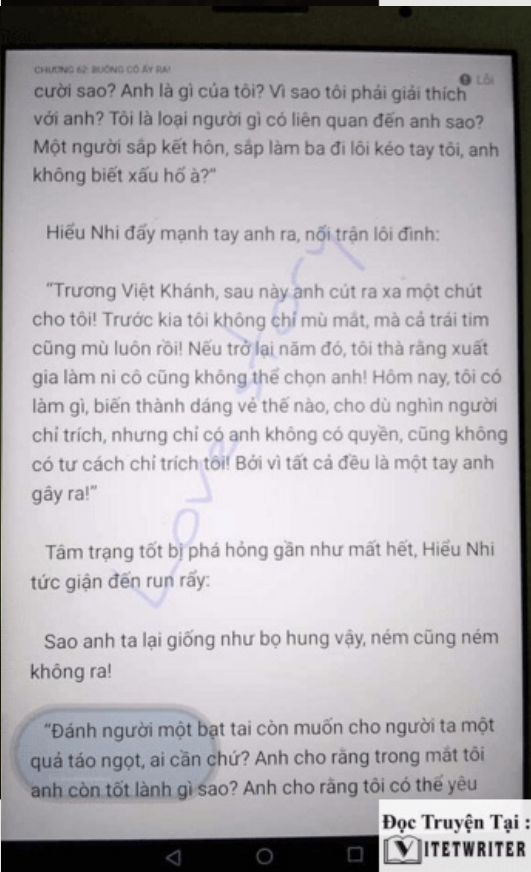 CHƯƠNG 62: BUÔNG CÔ ẤY RA!
Lỗi
cười sao? Anh là gì của tôi? Vì sao tôi phải giải thích
với anh? Tôi là loại người gì có liên quan đến anh sao?
Một người sắp kết hôn, sắp làm ba đi lôi kéo tay tôi, anh
không biết xấu hổ à?”
Hiểu Nhi đẩy mạnh tay anh ra, nổi trận lôi đình:
“Trương Việt Khánh, sau này anh cút ra xa một chút
cho tôi! Trước kia tôi không chỉ mù mắt, mà cả trái tim
cũng mù luôn rồi! Nếu trở lại năm đó, tôi thà rằng xuất
gia làm ni cô cũng không thể chọn anh! Hôm nay, tôi có
làm gì, biến thành dáng vẻ thế nào, cho dù nghìn người
chỉ trích, nhưng chỉ có anh không có quyền, cũng không
có tư cách chỉ trích tôi! Bởi vì tất cả đều là một tay anh
gây ra!”
Tâm trạng tốt bị phá hỏng gần như mất hết, Hiểu Nhi
tức giận đến run rẩy:
Sao anh ta lại giống như bọ hung vậy, ném cũng ném
không ra!
“Đánh người một bạt tai còn muốn cho người ta một
quả táo ngọt, ai cần chứ? Anh cho rằng trong mắt tôi
anh còn tốt lành gì sao? Anh cho rằng tôi có thể yêu
Love story
Đọc Truyện Tại :
VITETWRITER